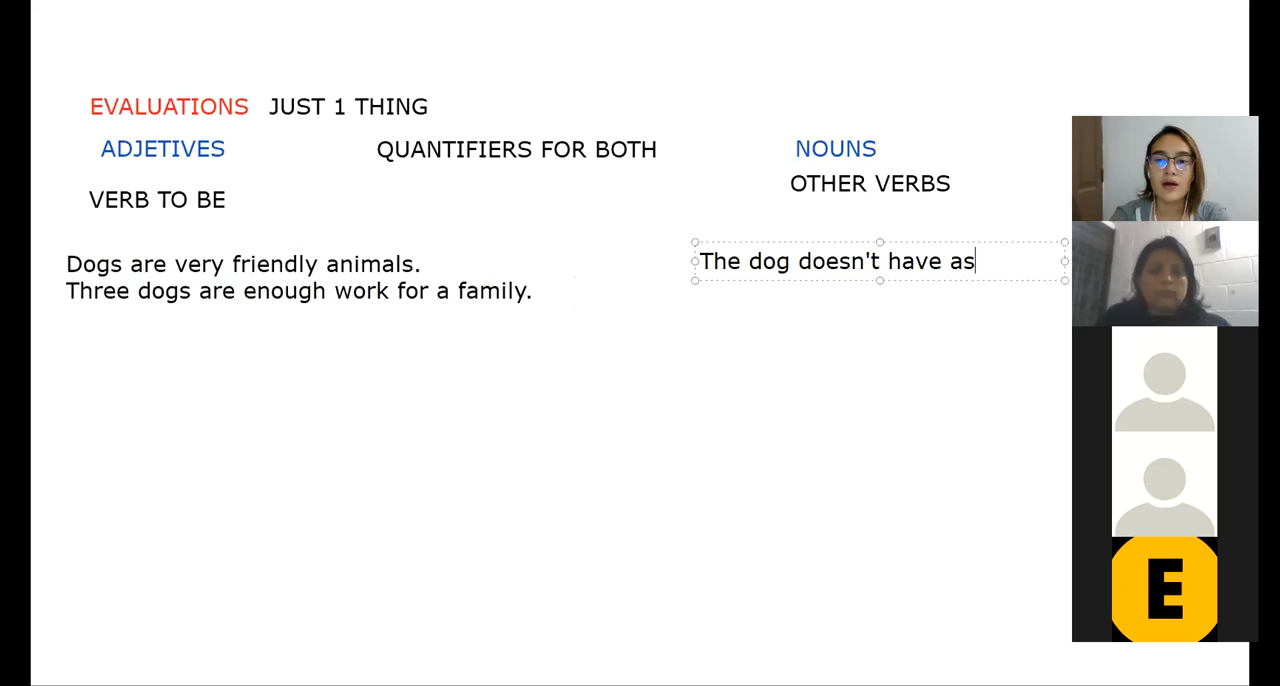 EVALUATIONS JUST 1 THING
ADJETIVES QUANTIFIERS FOR BOTH NOUNS
VERB TO BE OTHER VERBS
Dogs are very friendly animals.
Three dogs are enough work for a family.
The dog doesn't have as
E